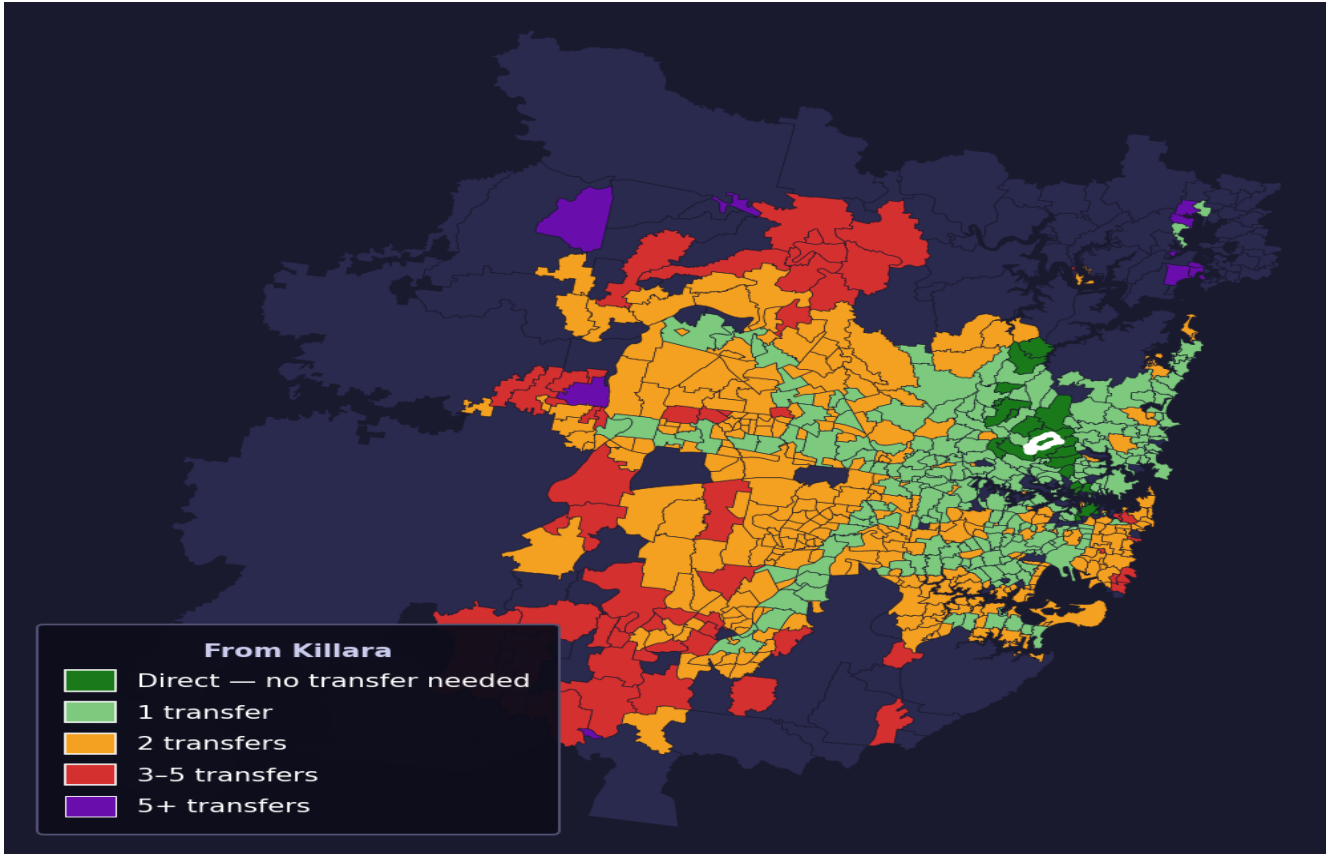 From Killara
Direct — no transfer needed
1 transfer
2 transfers
3–5 transfers
5+ transfers